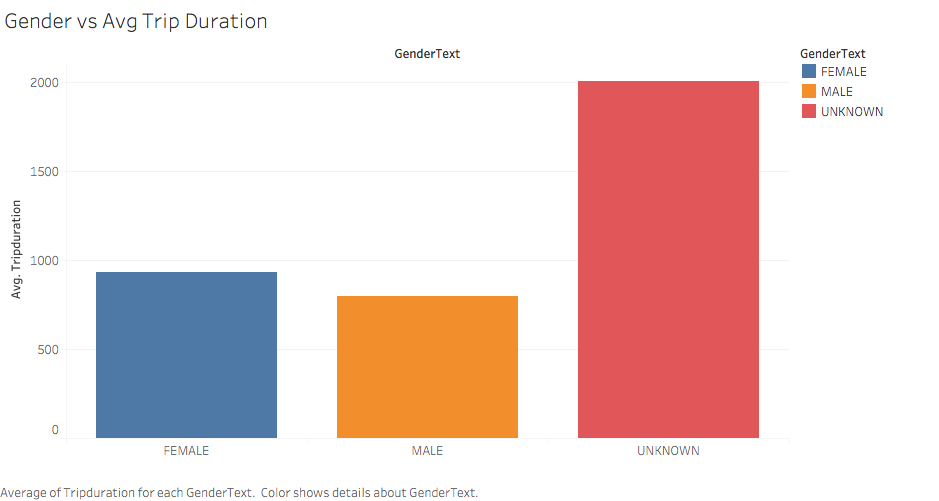 Gender vs Avg Trip Duration
GenderText
GenderText
FEMALE
MALE
UNKNOWN
Avg. Tripduration
2000
1500
1000
500
0
FEMALE
MALE
UNKNOWN
Average of Tripduration for each GenderText. Color shows details about GenderText.